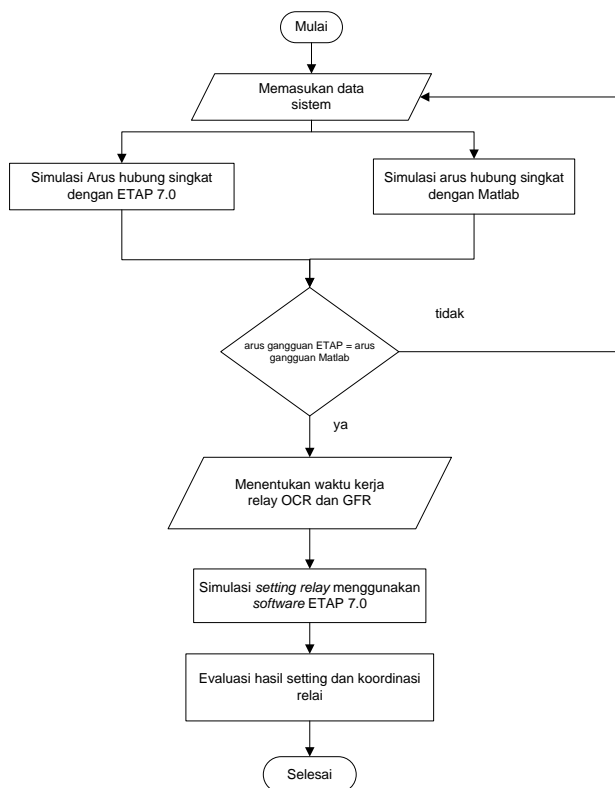 Mulai
Memasukan data
sistem
Simulasi Arus hubung singkat
dengan ETAP 7.0
Simulasi arus hubung singkat
dengan Matlab
tidak
arus gangguan ETAP = arus
gangguan Matlab
ya
Menentukan waktu kerja
relay OCR dan GFR
Simulasi setting relay menggunakan
software ETAP 7.0
Evaluasi hasil setting dan koordinasi
relai
Selesai